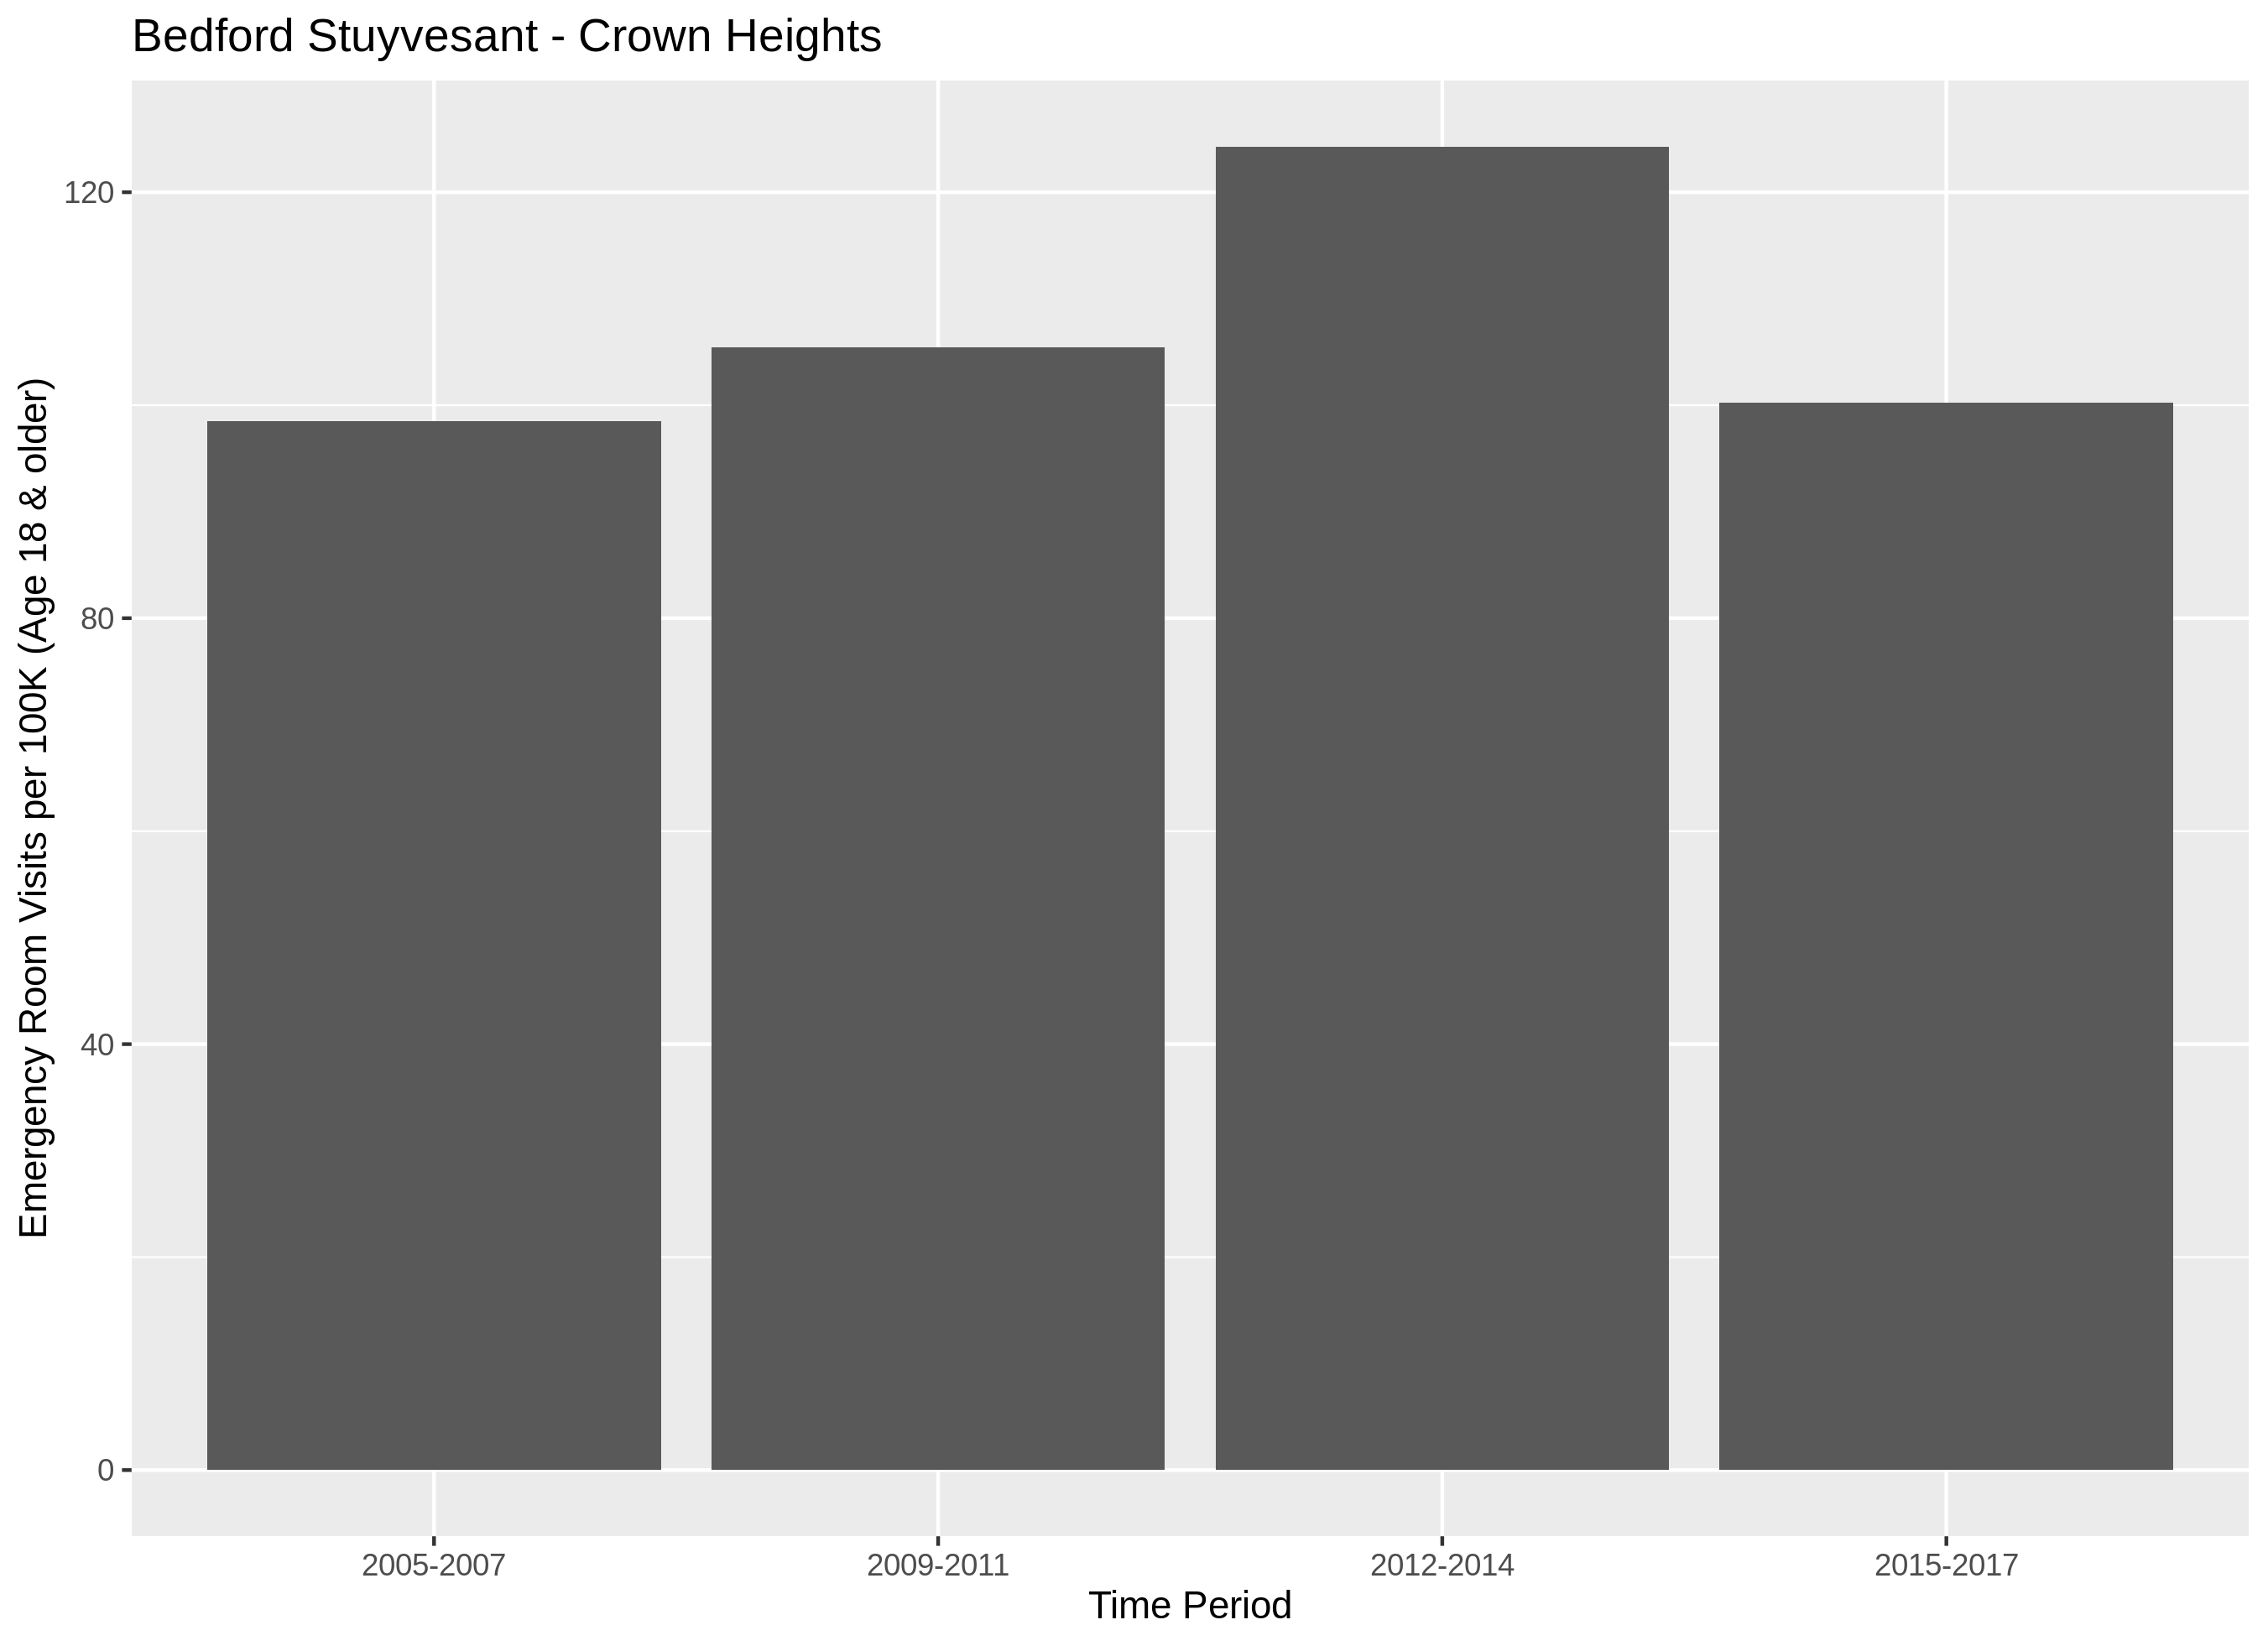 Bedford Stuyvesant - Crown Heights
Emergency Room Visits per 100K (Age 18 & older)
120
80
40
0
2005-2007
2009-2011
2012-2014
2015-2017
Time Period